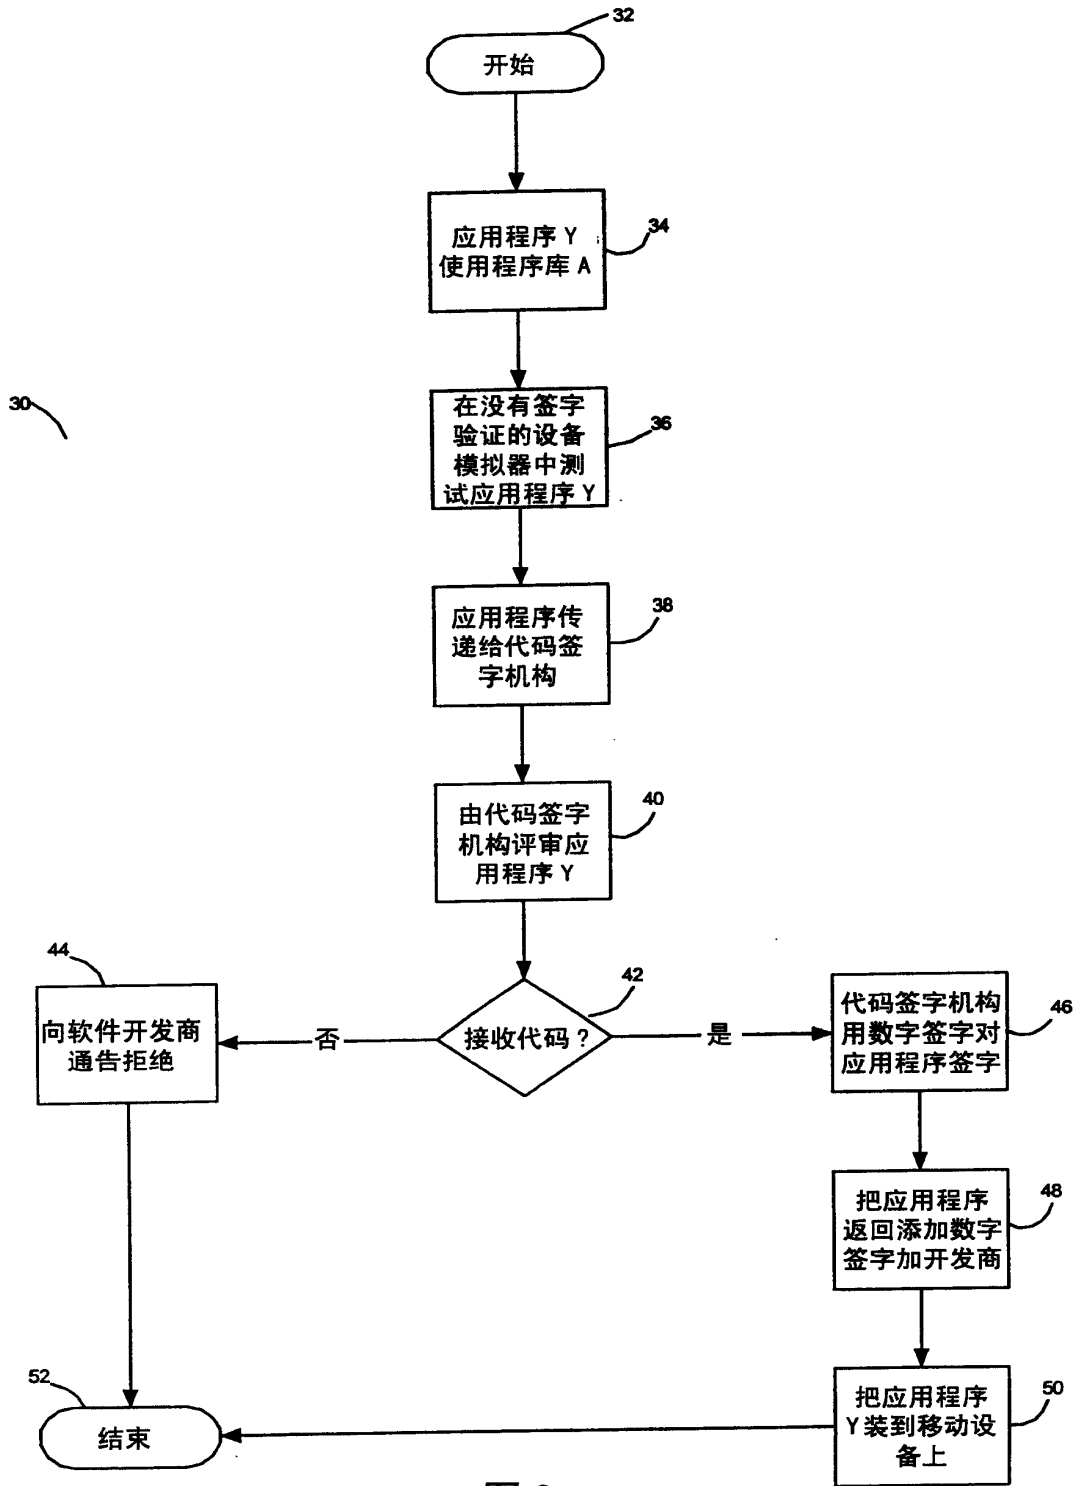 32
开始
34
应用程序 Y
使用程序库 A
30
36
在没有签字
验证的设备
模拟器中测
试应用程序 Y
38
应用程序传
递给代码签
字机构
40
由代码签字
机构评审应
用程序 Y
44
向软件开发商
通告拒绝
否
42
接收代码？
是
46
代码签字机构
用数字签字对
应用程序签字
48
把应用程序
返回添加数字
签字加开发商
52
结束
50
把应用程序
Y 装到移动设
备上